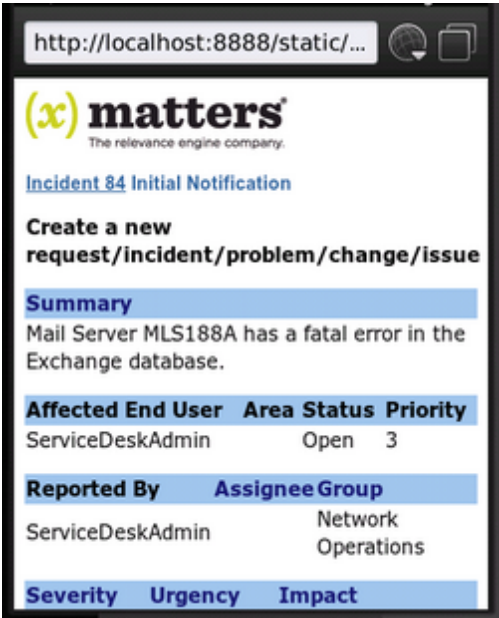 http://localhost:8888/static/...
(x) matters
The relevance engine company.
Incident 84 Initial Notification
Create a new
request/incident/problem/change/issue
Summary
Mail Server MLS188A has a fatal error in the
Exchange database.
Affected End User Area Status Priority
ServiceDeskAdmin Open 3
Reported By Assignee Group
ServiceDeskAdmin Network
Operations
Severity Urgency Impact